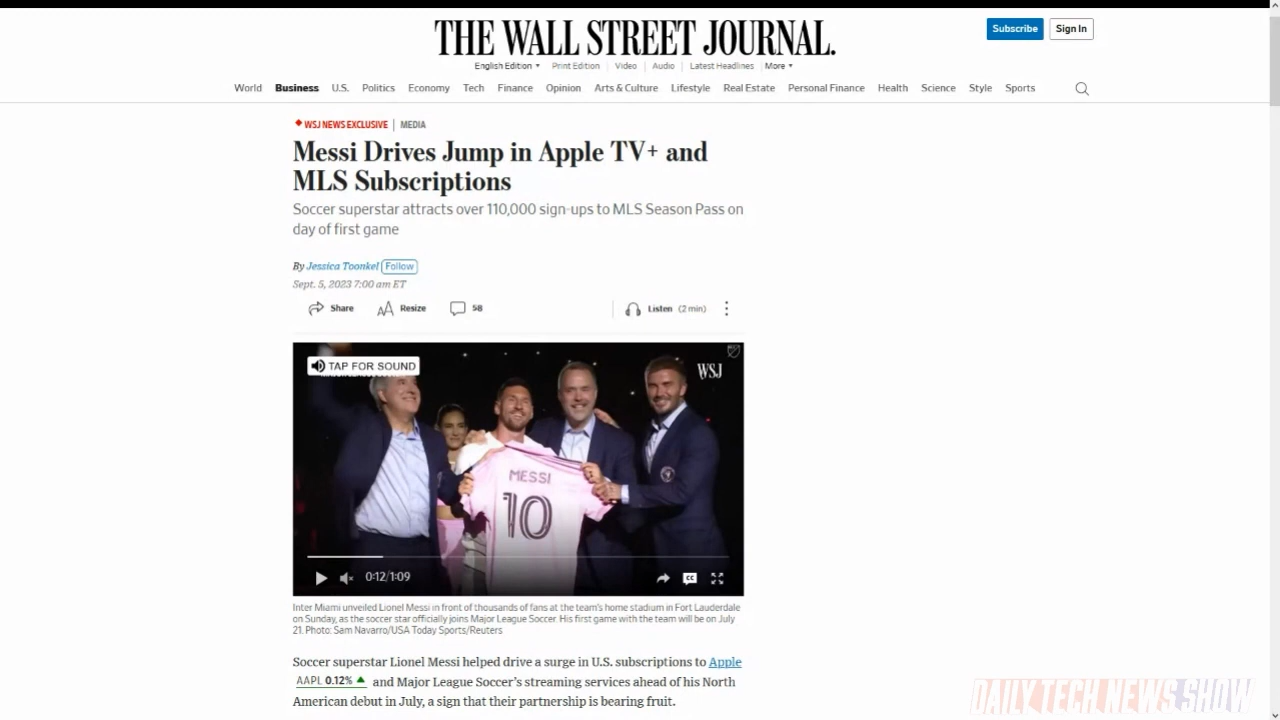 THE WALL STREET JOURNAL.
Subscribe
Sign In
English Edition
Print Edition
Video
Audio
Latest Headlines
More
World
Business
U.S.
Politics
Economy
Tech
Finance
Opinion
Arts & Culture
Lifestyle
Real Estate
Personal Finance
Health
Science
Style
Sports
WSJ NEWS EXCLUSIVE | MEDIA
Messi Drives Jump in Apple TV+ and
MLS Subscriptions
Soccer superstar attracts over 110,000 sign-ups to MLS Season Pass on
day of first game
By Jessica Toonkel Follow
Sept. 5, 2023 7:00 am ET
Share
AA Resize
58
Listen (2 min)
TAP FOR SOUND
WSJ
MESSI
10
0:12/1:09
CC
Inter Miami unveiled Lionel Messi in front of thousands of fans at the team's home stadium in Fort Lauderdale
on Sunday, as the soccer star officially joins Major League Soccer. His first game with the team will be on July
21. Photo: Sam Navarro/USA Today Sports/Reuters
Soccer superstar Lionel Messi helped drive a surge in U.S. subscriptions to Apple
AAPL 0.12% ▲ and Major League Soccer's streaming services ahead of his North
American debut in July, a sign that their partnership is bearing fruit.
DAILY TECH NEWS SHOW